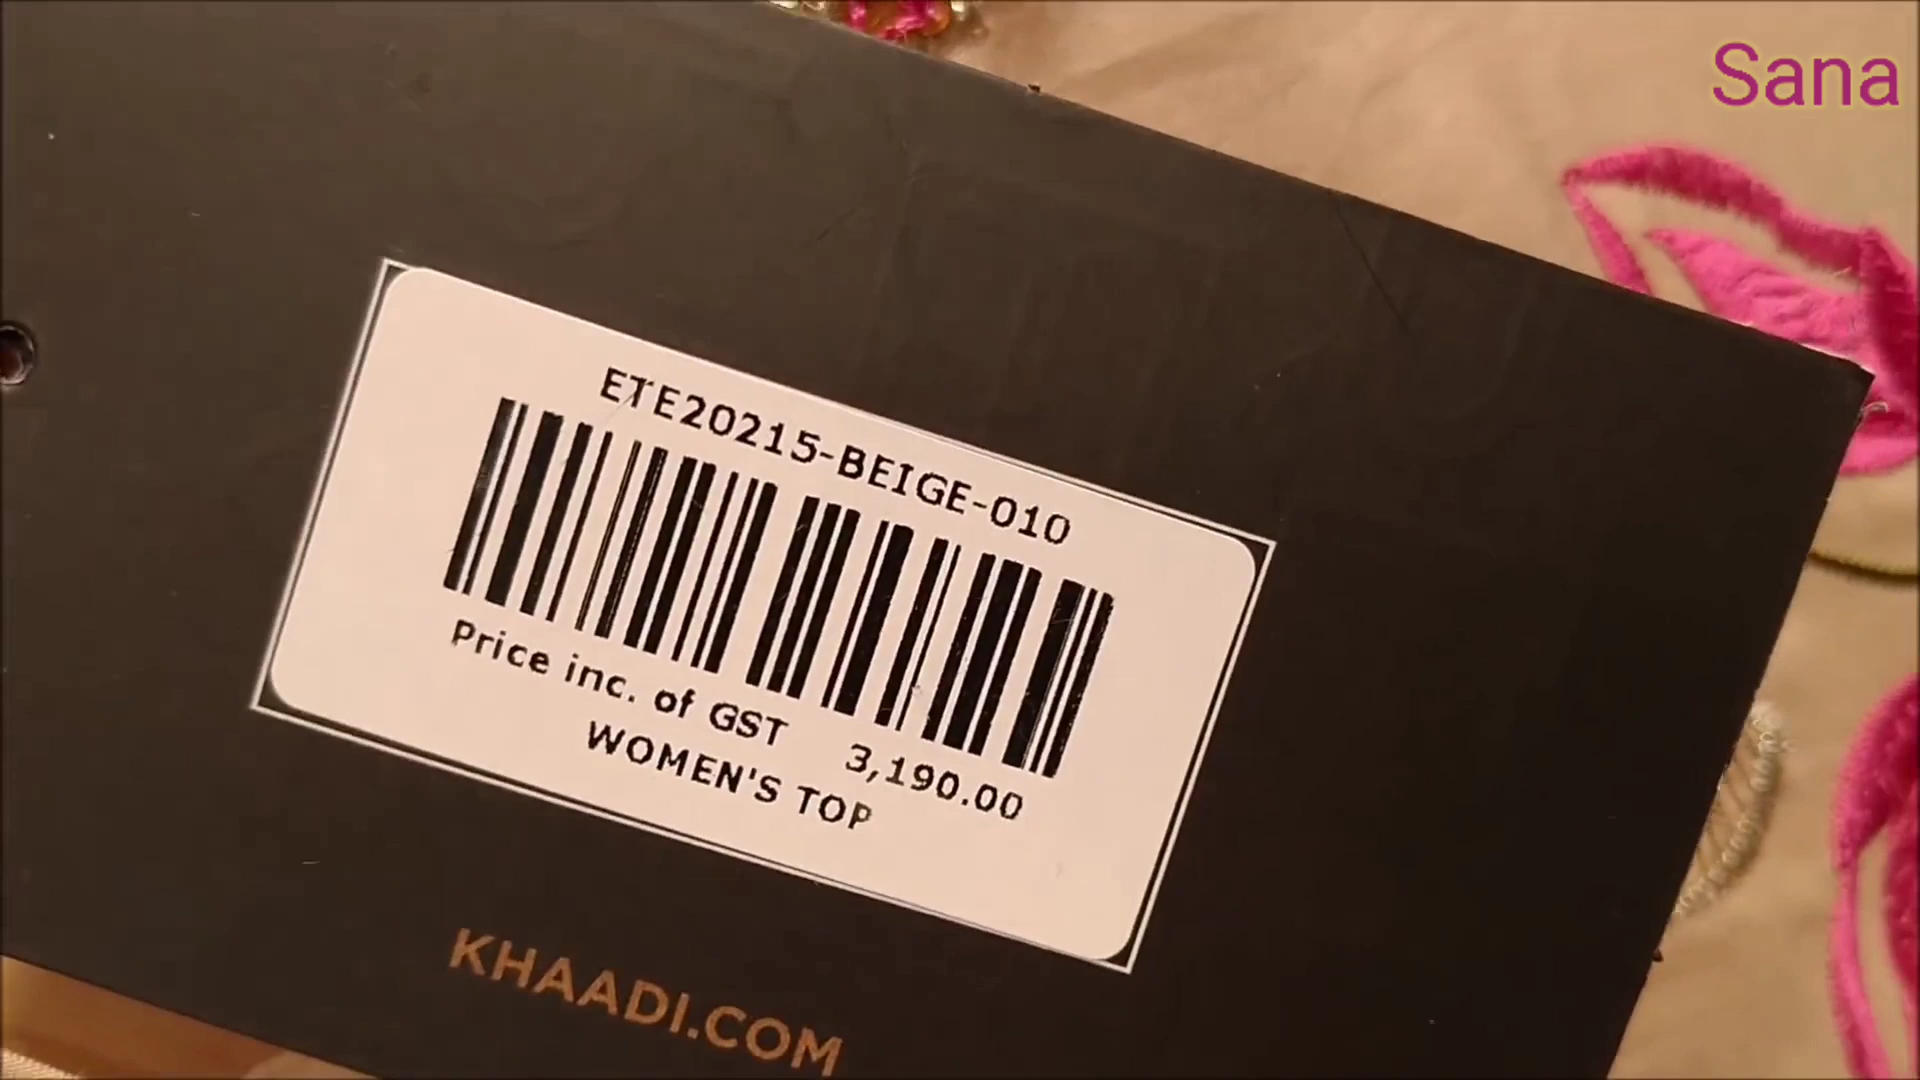 Sana
ETE20215-BEIGE-010
Price inc. of GST 3,190.00
WOMEN'S TOP
KHAADI.COM